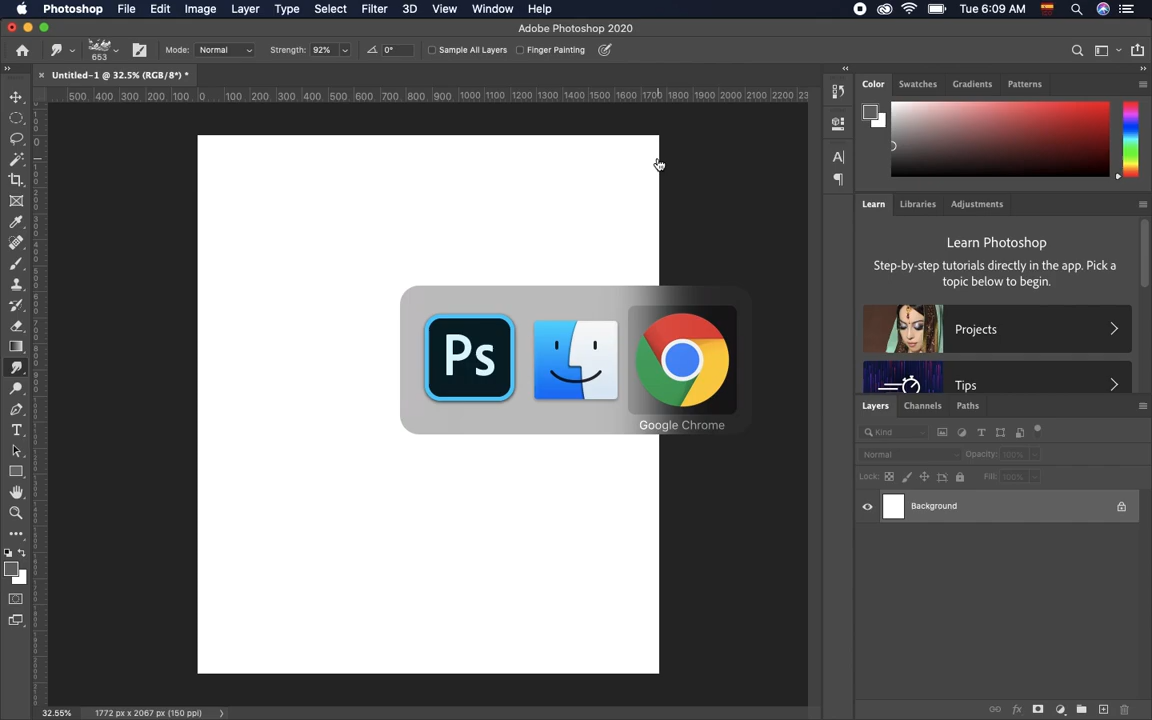 Photoshop File Edit Image Layer Type Select Filter 3D View Window Help Tue 6:09 AM
Adobe Photoshop 2020
653 Mode: Normal Strength: 92% 0° Sample All Layers Finger Painting
Untitled-1 @ 32.5% (RGB/8*) *
500 400 300 200 100 0 100 200 300 400 500 600 700 800 900 1000 1100 1200 1300 1400 1500 1600 1700 1800 1900 2000 2100 2200
Color Swatches Gradients Patterns
Learn Libraries Adjustments
Learn Photoshop
Step-by-step tutorials directly in the app. Pick a
topic below to begin.
Projects
Ps
Tips
Google Chrome
Layers Channels Paths
Kind
Normal Opacity: 100%
Lock: Fill: 100%
Background
32.55% 1772 px x 2067 px (150 ppi)